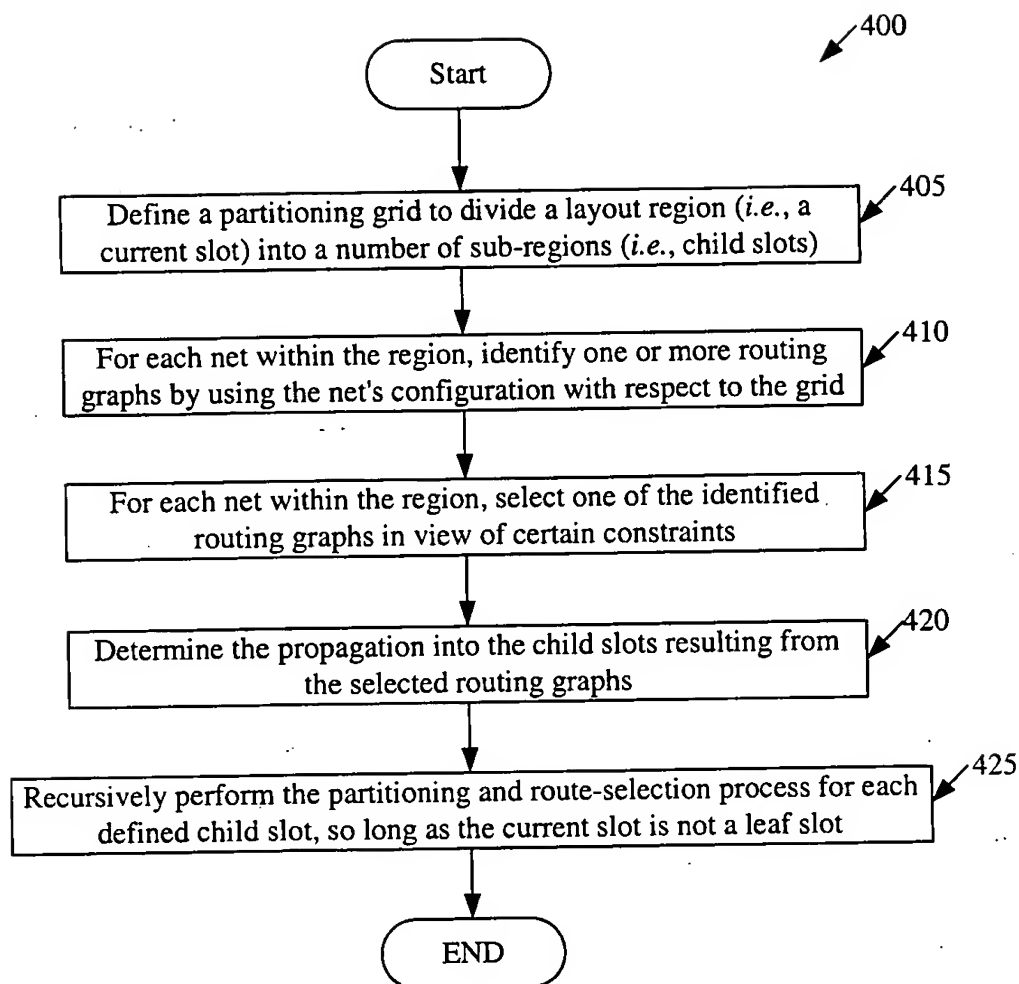 400
Start
405
Define a partitioning grid to divide a layout region (i.e., a
current slot) into a number of sub-regions (i.e., child slots)
410
For each net within the region, identify one or more routing
graphs by using the net's configuration with respect to the grid
415
For each net within the region, select one of the identified
routing graphs in view of certain constraints
420
Determine the propagation into the child slots resulting from
the selected routing graphs
425
Recursively perform the partitioning and route-selection process for each
defined child slot, so long as the current slot is not a leaf slot
END